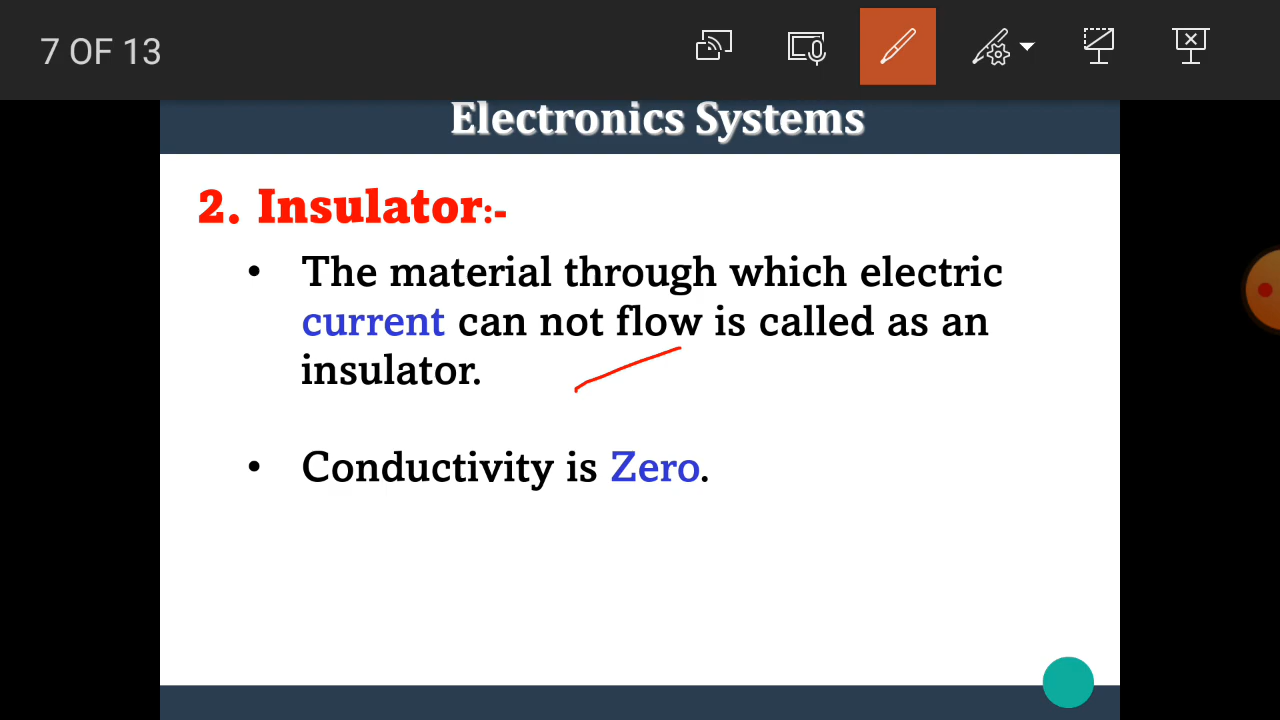 7 OF 13
Electronics Systems
2. Insulator:-
• The material through which electric
current can not flow is called as an
insulator.
• Conductivity is Zero.